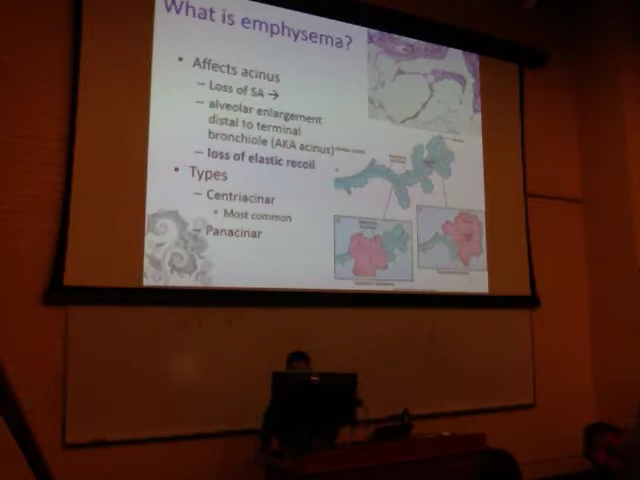 What is emphysema?
• Affects acinus
– Loss of SA →
– alveolar enlargement
distal to terminal
bronchiole (AKA acinus)
– loss of elastic recoil
• Types
– Centriacinar
• Most common
– Panacinar